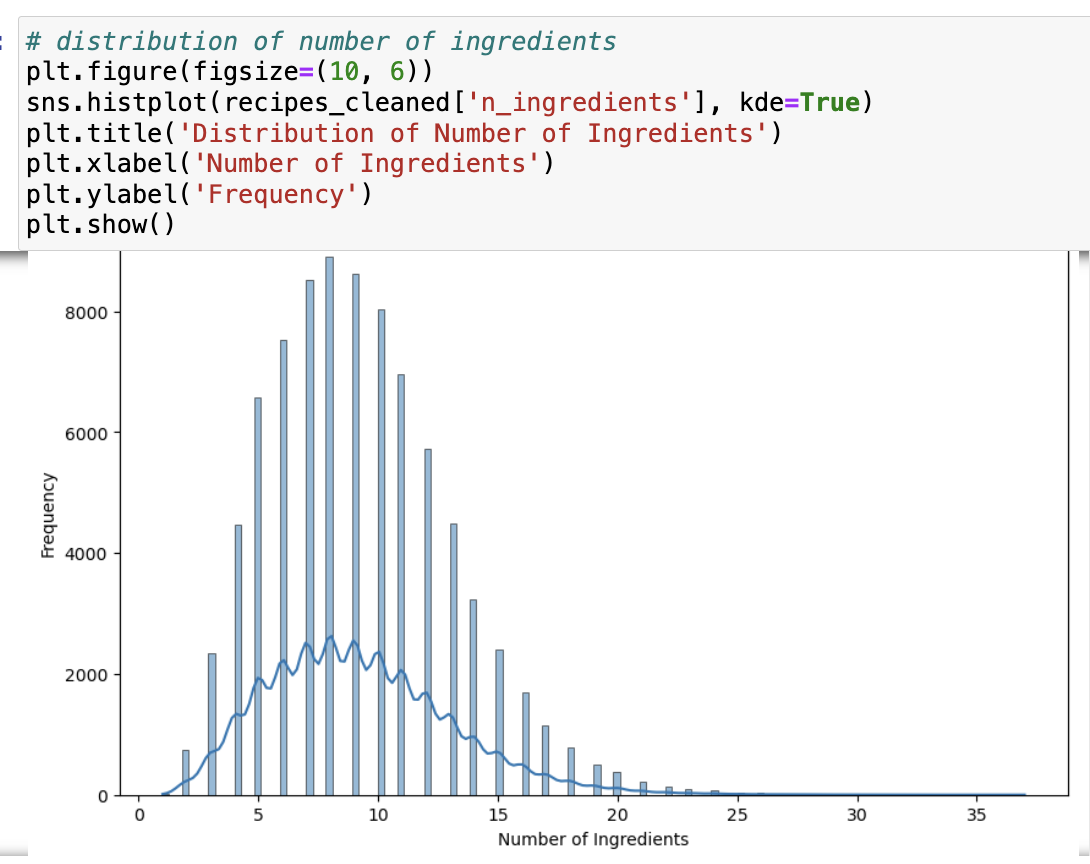 # distribution of number of ingredients
plt.figure(figsize=(10, 6))
sns.histplot(recipes_cleaned['n_ingredients'], kde=True)
plt.title('Distribution of Number of Ingredients')
plt.xlabel('Number of Ingredients')
plt.ylabel('Frequency')
plt.show()
8000
6000
4000
2000
0
Frequency
0 5 10 15 20 25 30 35
Number of Ingredients